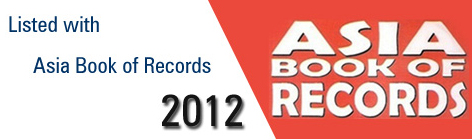 Listed with
Asia Book of Records
2012
ASIA
BOOK OF
RECORDS